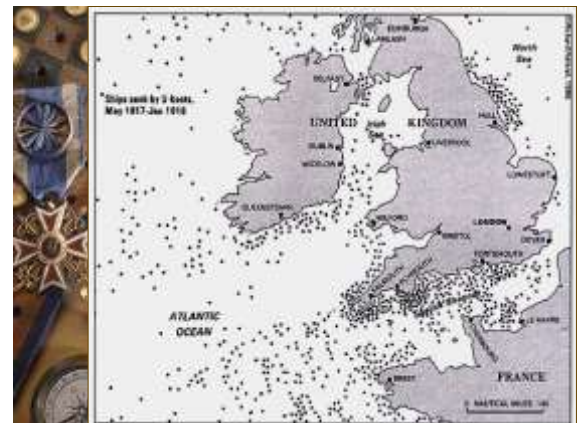 EDINBURGH
North
Sea
BELFAST
Ships sunk by U-boats,
May 1917-Jan 1918
UNITED KINGDOM
Irish
Sea
HULL
DUBLIN
LIVERPOOL
WICKLOW
LOWESTOFT
QUEENSTOWN
MILFORD
LONDON
BRISTOL
DOVER
PORTSMOUTH
ATLANTIC
OCEAN
LE HAVRE
BREST
FRANCE
0 NAUTICAL MILES